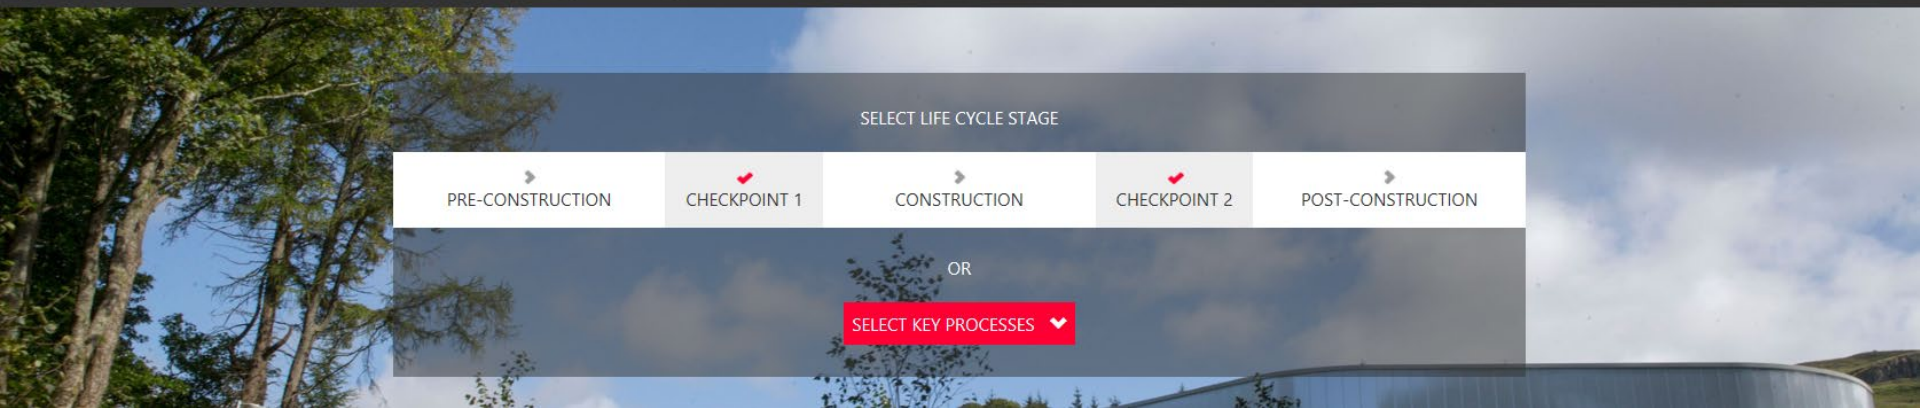 SELECT LIFE CYCLE STAGE
PRE-CONSTRUCTION
CHECKPOINT 1
CONSTRUCTION
CHECKPOINT 2
POST-CONSTRUCTION
OR
SELECT KEY PROCESSES